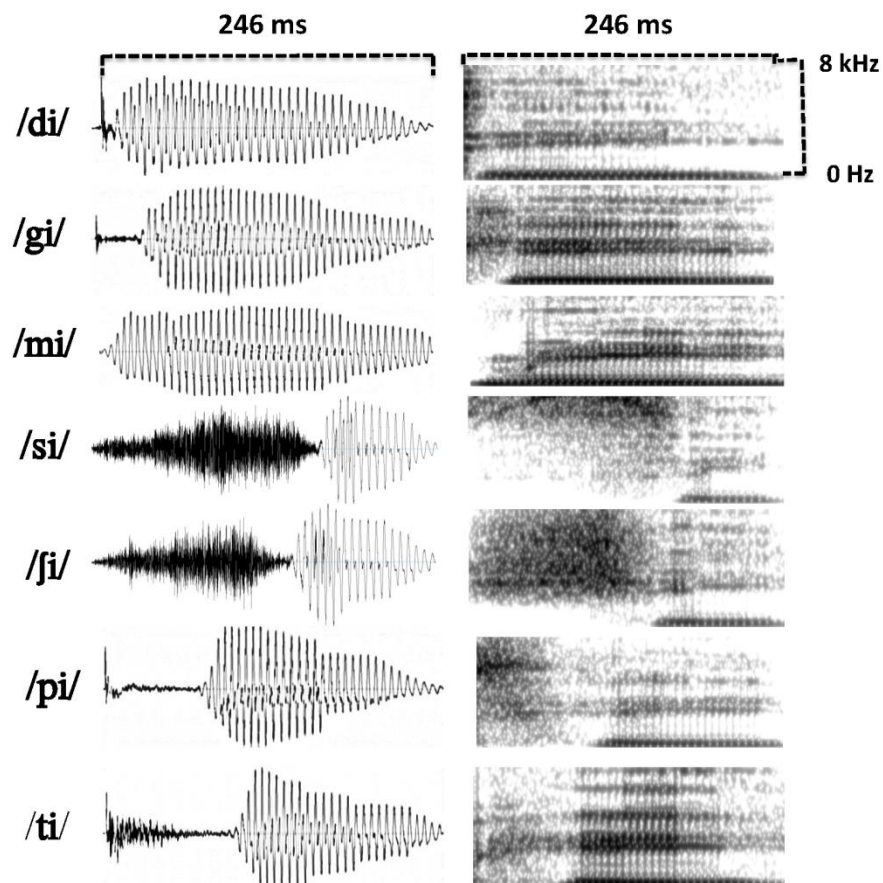 246 ms 246 ms
8 kHz
/di/
0 Hz
/gi/
/mi/
/si/
/ʃi/
/pi/
/ti/